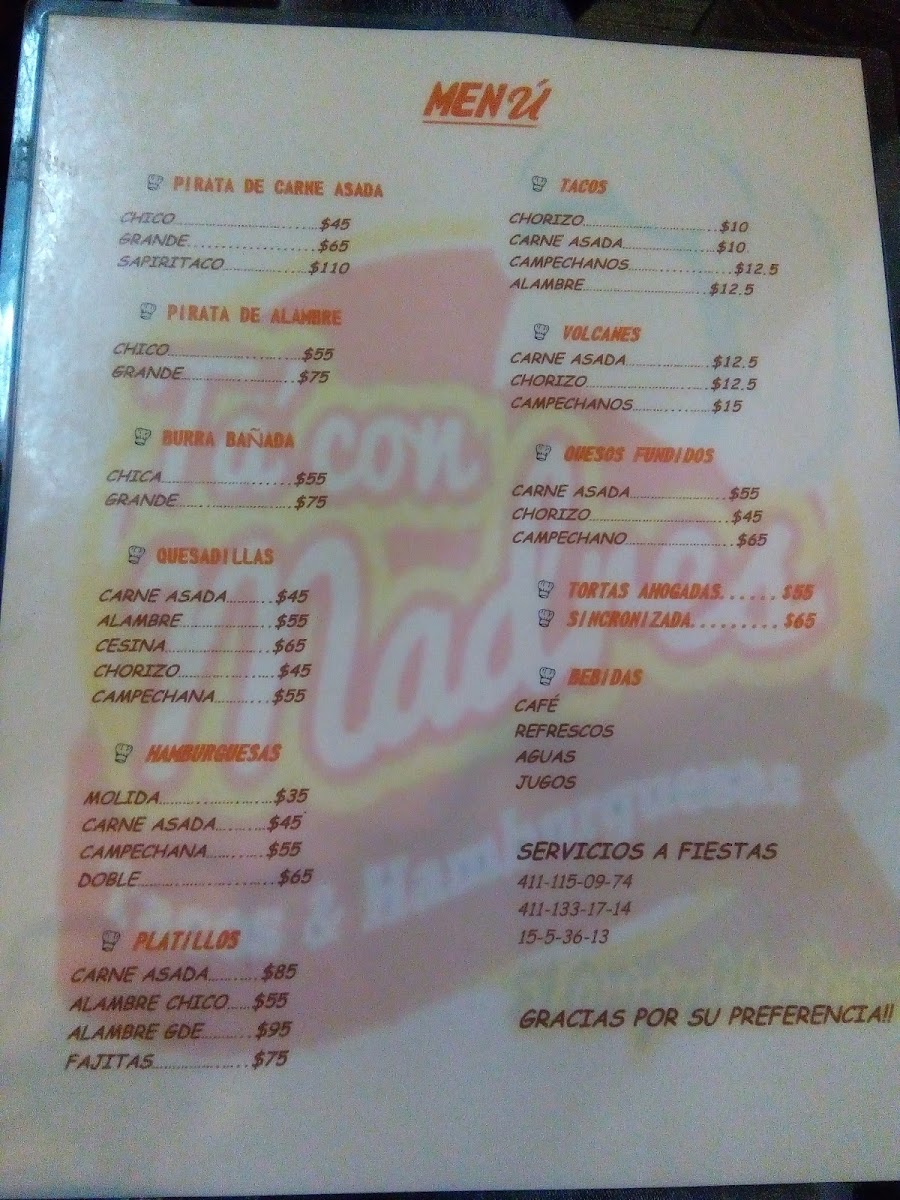 MENÚ
PIRATA DE CARNE ASADA
CHICO..............................$45
GRANDE......................$65
SAPIRITACO...............$110
PIRATA DE ALAMBRE
CHICO........................$55
GRANDE....................$75
BURRA BAÑADA
CHICA........................$55
GRANDE.....................$75
QUESADILLAS
CARNE ASADA.........$45
ALAMBRE................$55
CESINA..................$65
CHORIZO................$45
CAMPECHANA..........$55
HAMBURGUESAS
MOLIDA...................$35
CARNE ASADA.........$45
CAMPECHANA..........$55
DOBLE.....................$65
PLATILLOS
CARNE ASADA..........$85
ALAMBRE CHICO.....$55
ALAMBRE GDE.........$95
FAJITAS.................$75
TACOS
CHORIZO.......................$10
CARNE ASADA...............$10
CAMPECHANOS................$12.5
ALAMBRE.....................$12.5
VOLCANES
CARNE ASADA..............$12.5
CHORIZO....................$12.5
CAMPECHANOS............$15
QUESOS FUNDIDOS
CARNE ASADA...............$55
CHORIZO......................$45
CAMPECHANO................$65
TORTAS AHOGADAS......$55
SINCRONIZADA.........$65
BEBIDAS
CAFÉ
REFRESCOS
AGUAS
JUGOS
SERVICIOS A FIESTAS
411-115-09-74
411-133-17-14
15-5-36-13
GRACIAS POR SU PREFERENCIA!!
Ta'con
Madres
Tacos & Hamburguesas